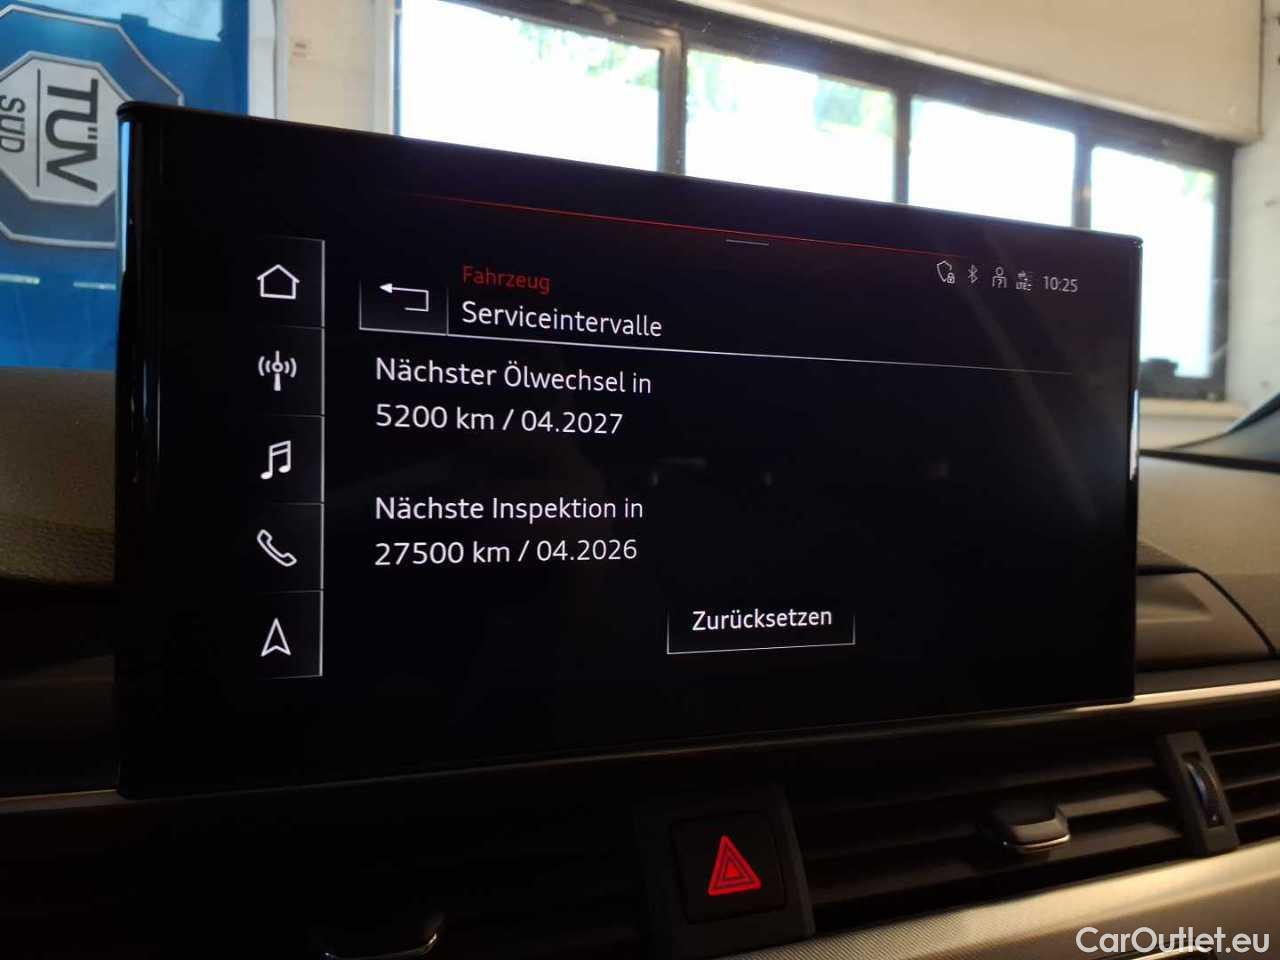 TÜV
SÜD
Fahrzeug
Serviceintervalle
LTE
10:25
Nächster Ölwechsel in
5200 km / 04.2027
Nächste Inspektion in
27500 km / 04.2026
Zurücksetzen
CarOutlet.eu